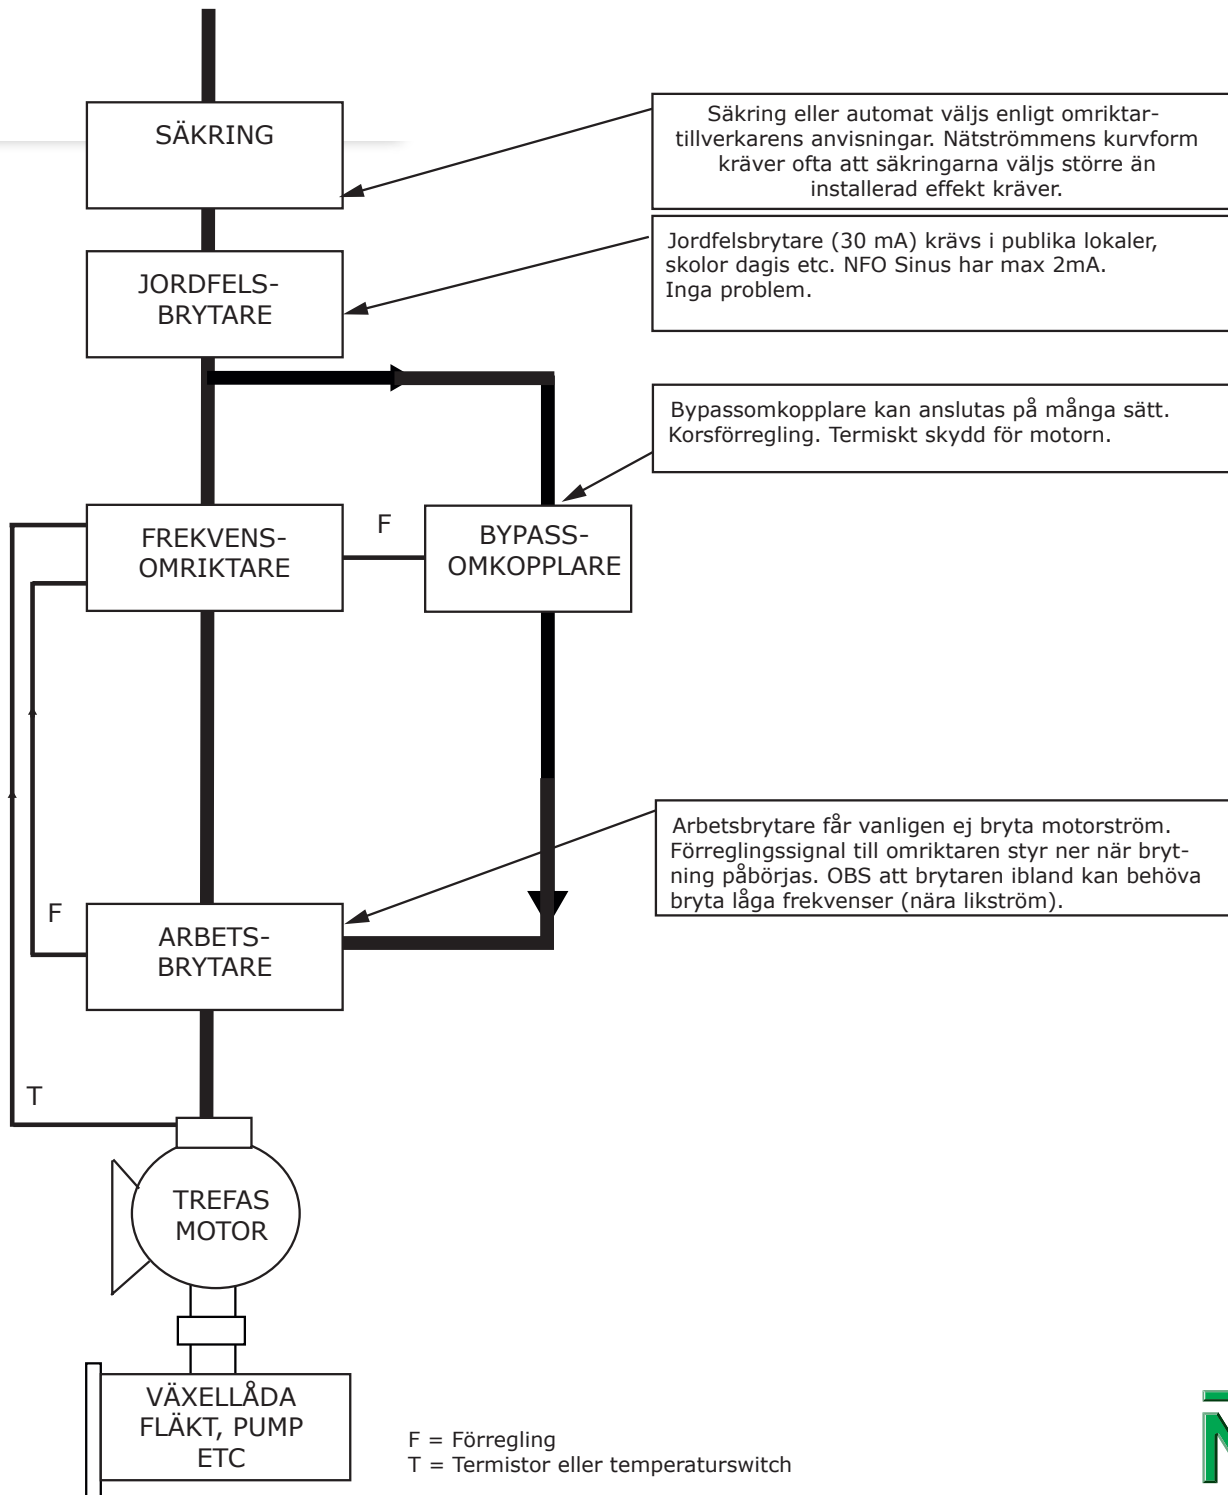 SÄKRING
Säkring eller automat väljs enligt omriktar-
tillverkarens anvisningar. Nätströmmens kurvform
kräver ofta att säkringarna väljs större än
installerad effekt kräver.
JORDFELS-
BRYTARE
Jordfelsbrytare (30 mA) krävs i publika lokaler,
skolor dagis etc. NFO Sinus har max 2mA.
Inga problem.
Bypassomkopplare kan anslutas på många sätt.
Korsförregling. Termiskt skydd för motorn.
FREKVENS-
OMRIKTARE
F
BYPASS-
OMKOPPLARE
Arbetsbrytare får vanligen ej bryta motorström.
Förreglingssignal till omriktaren styr ner när bryt-
ning påbörjas. OBS att brytaren ibland kan behöva
bryta låga frekvenser (nära likström).
F
ARBETS-
BRYTARE
T
TREFAS
MOTOR
VÄXELLÅDA
FLÄKT, PUMP
ETC
F = Förregling
T = Termistor eller temperaturswitch